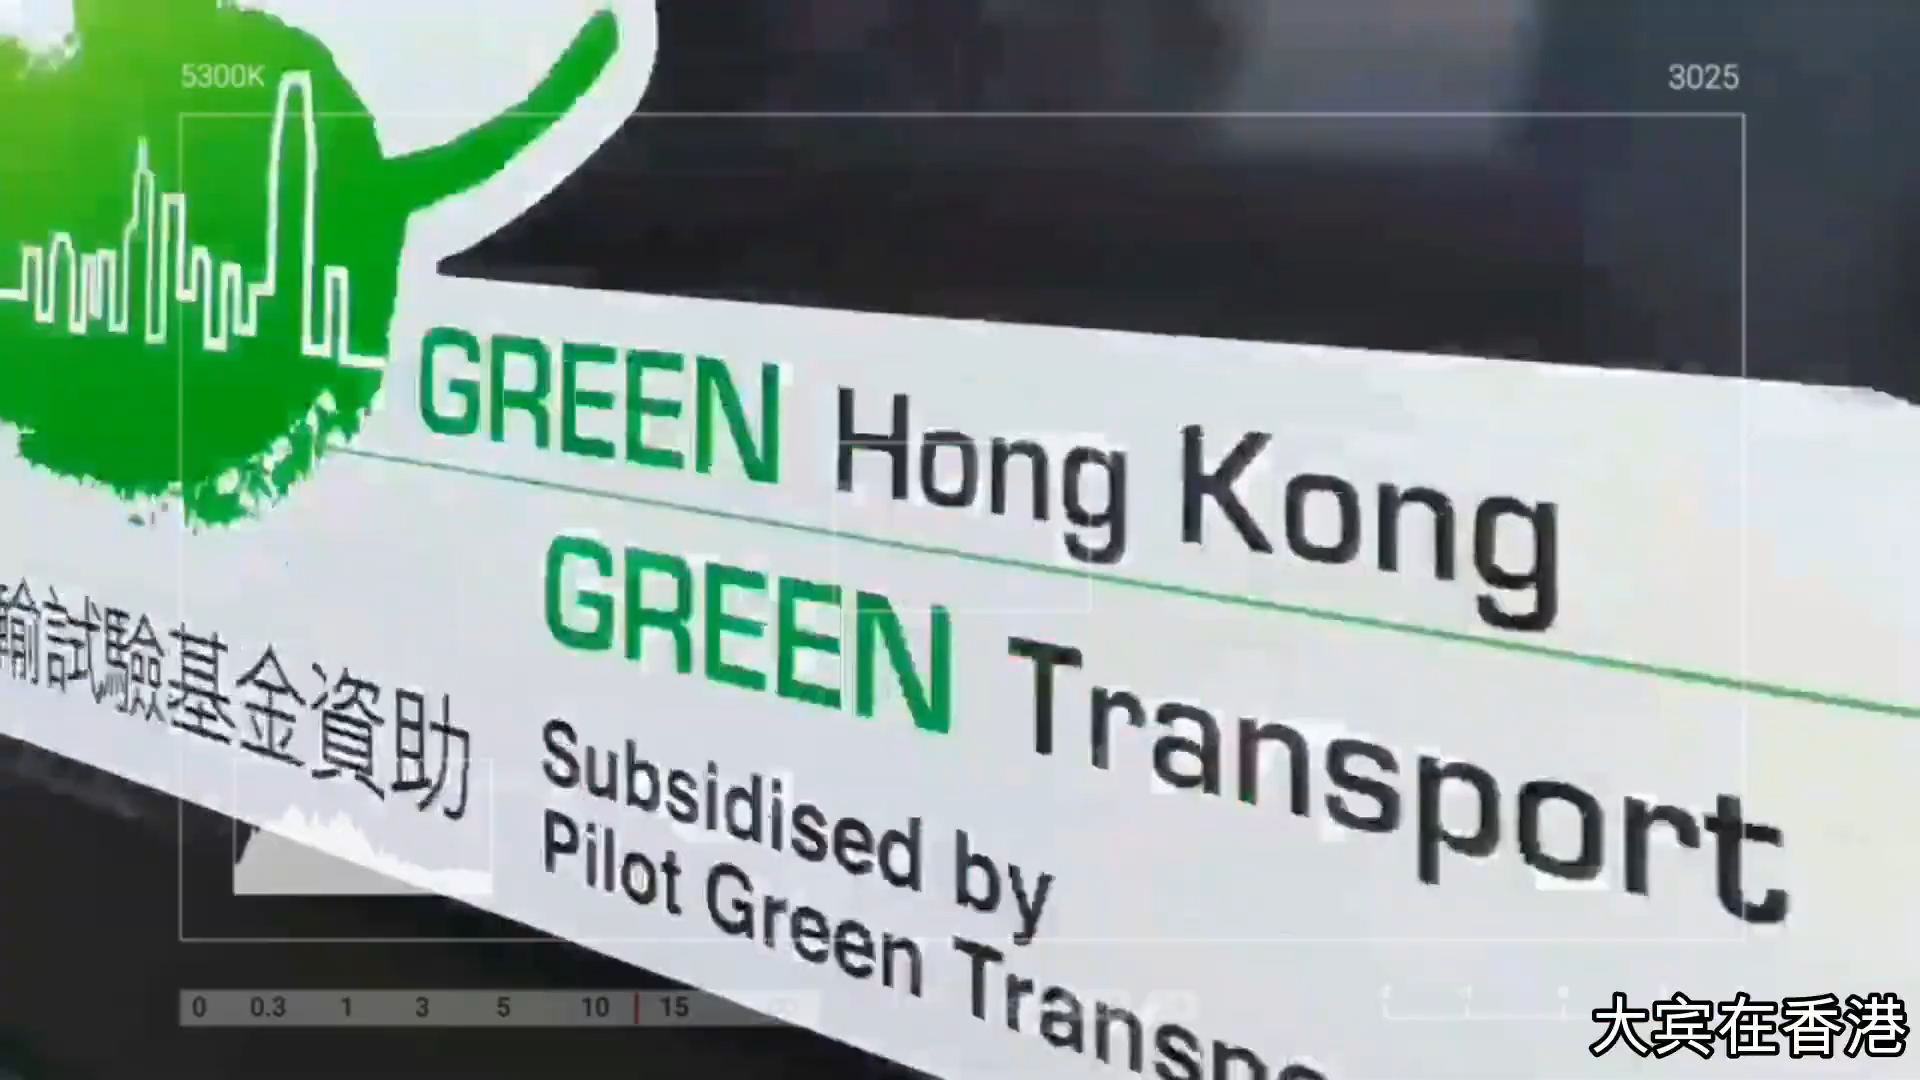 5300K
3025
GREEN Hong Kong
GREEN Transport
輸試驗基金資助
Subsidised by
Pilot Green Transpo
0 0.3 1 3 5 10 15
大宾在香港